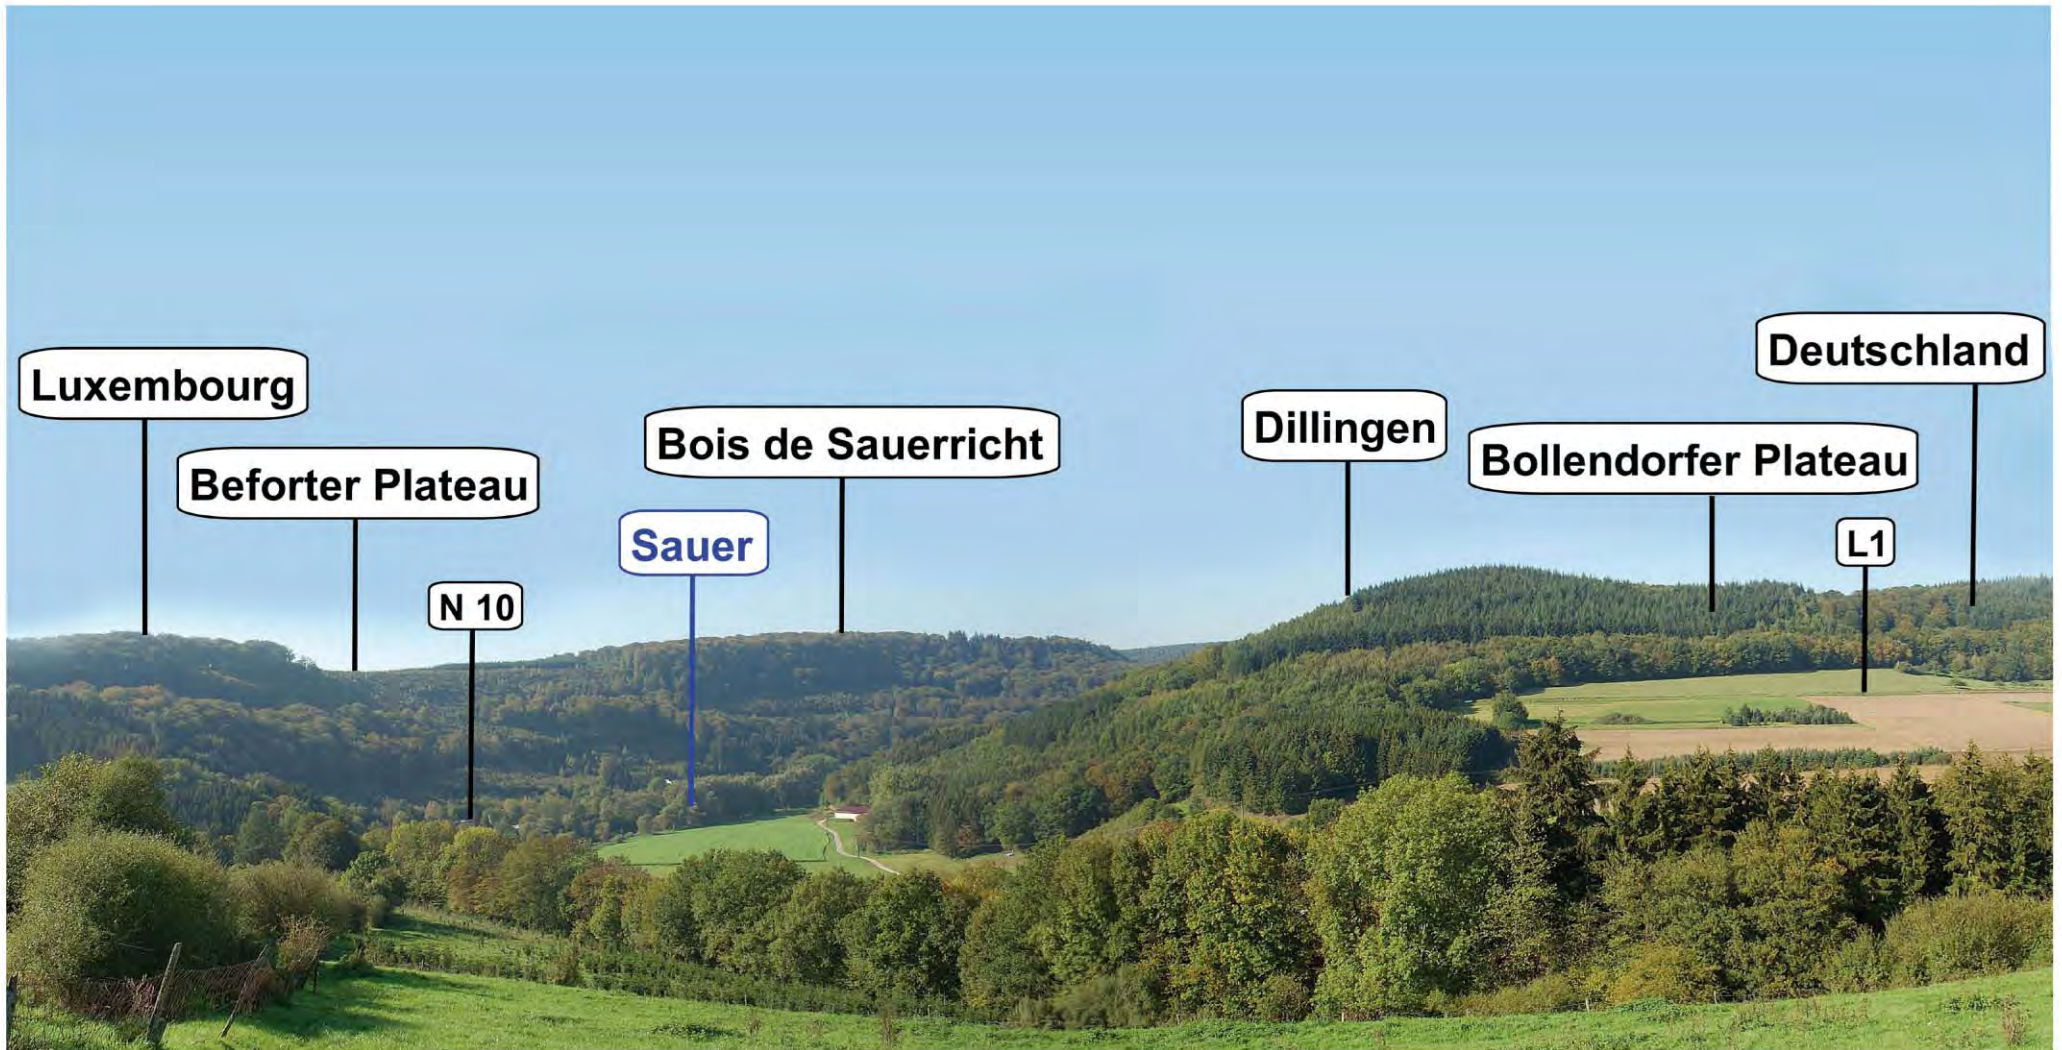 Luxembourg
Beforter Plateau
N 10
Sauer
Bois de Sauerricht
Dillingen
Bollendorfer Plateau
L1
Deutschland